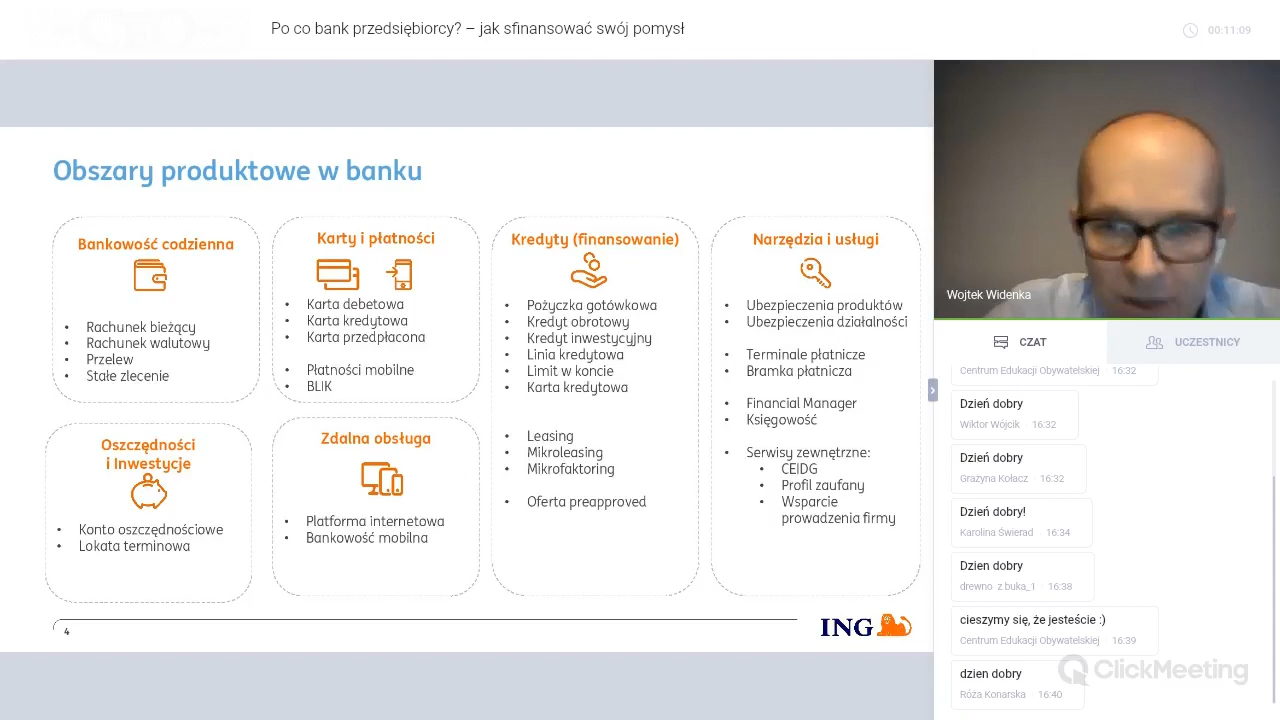 Po co bank przedsiębiorcy? – jak sfinansować swój pomysł
00:11:09
Obszary produktowe w banku
Bankowość codzienna
• Rachunek bieżący
• Rachunek walutowy
• Przelew
• Stałe zlecenie
Oszczędności
i Inwestycje
• Konto oszczędnościowe
• Lokata terminowa
Karty i płatności
• Karta debetowa
• Karta kredytowa
• Karta przedpłacona
• Płatności mobilne
• BLIK
Zdalna obsługa
• Platforma internetowa
• Bankowość mobilna
Kredyty (finansowanie)
• Pożyczka gotówkowa
• Kredyt obrotowy
• Kredyt inwestycyjny
• Linia kredytowa
• Limit w koncie
• Karta kredytowa
• Leasing
• Mikroleasing
• Mikrofaktoring
• Oferta preapproved
Narzędzia i usługi
• Ubezpieczenia produktów
• Ubezpieczenia działalności
• Terminale płatnicze
• Bramka płatnicza
• Financial Manager
• Księgowość
• Serwisy zewnętrzne:
• CEIDG
• Profil zaufany
• Wsparcie
prowadzenia firmy
4
ING
Wojtek Widenka
CZAT
UCZESTNICY
Centrum Edukacji Obywatelskiej · 16:32
Dzień dobry
Wiktor Wójcik · 16:32
Dzień dobry
Grażyna Kołacz · 16:32
Dzień dobry!
Karolina Świerad · 16:34
Dzien dobry
drewno z buka_1 · 16:38
cieszymy się, że jesteście :)
Centrum Edukacji Obywatelskiej · 16:39
dzien dobry
Róża Konarska · 16:40
ClickMeeting